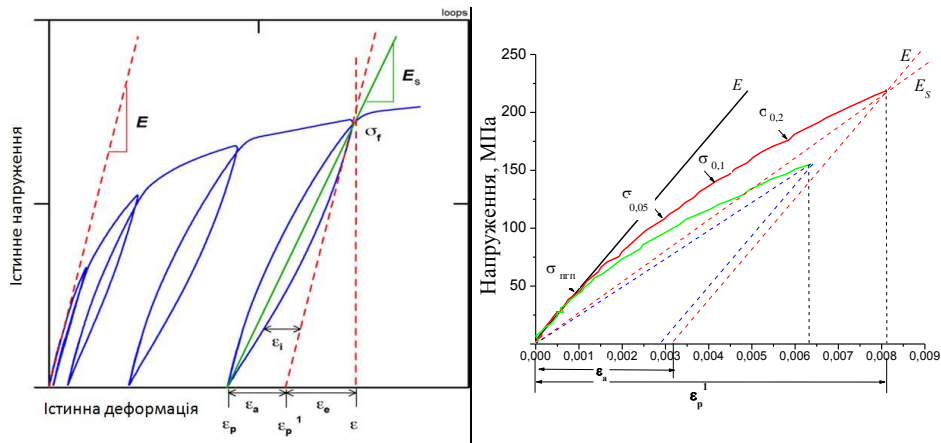 loops
E
E_s
σ_f
ε_i
ε_a
ε_e
ε_p
ε_p^1
ε
Істинне напруження
Істинна деформація
250
200
150
100
50
Напруження, МПа
E
E
E_S
σ_0,2
σ_0,1
σ_0,05
σ_пгп
0,000 0,001 0,002 0,003 0,004 0,005 0,006 0,007 0,008 0,009
ε_a
ε_p^1